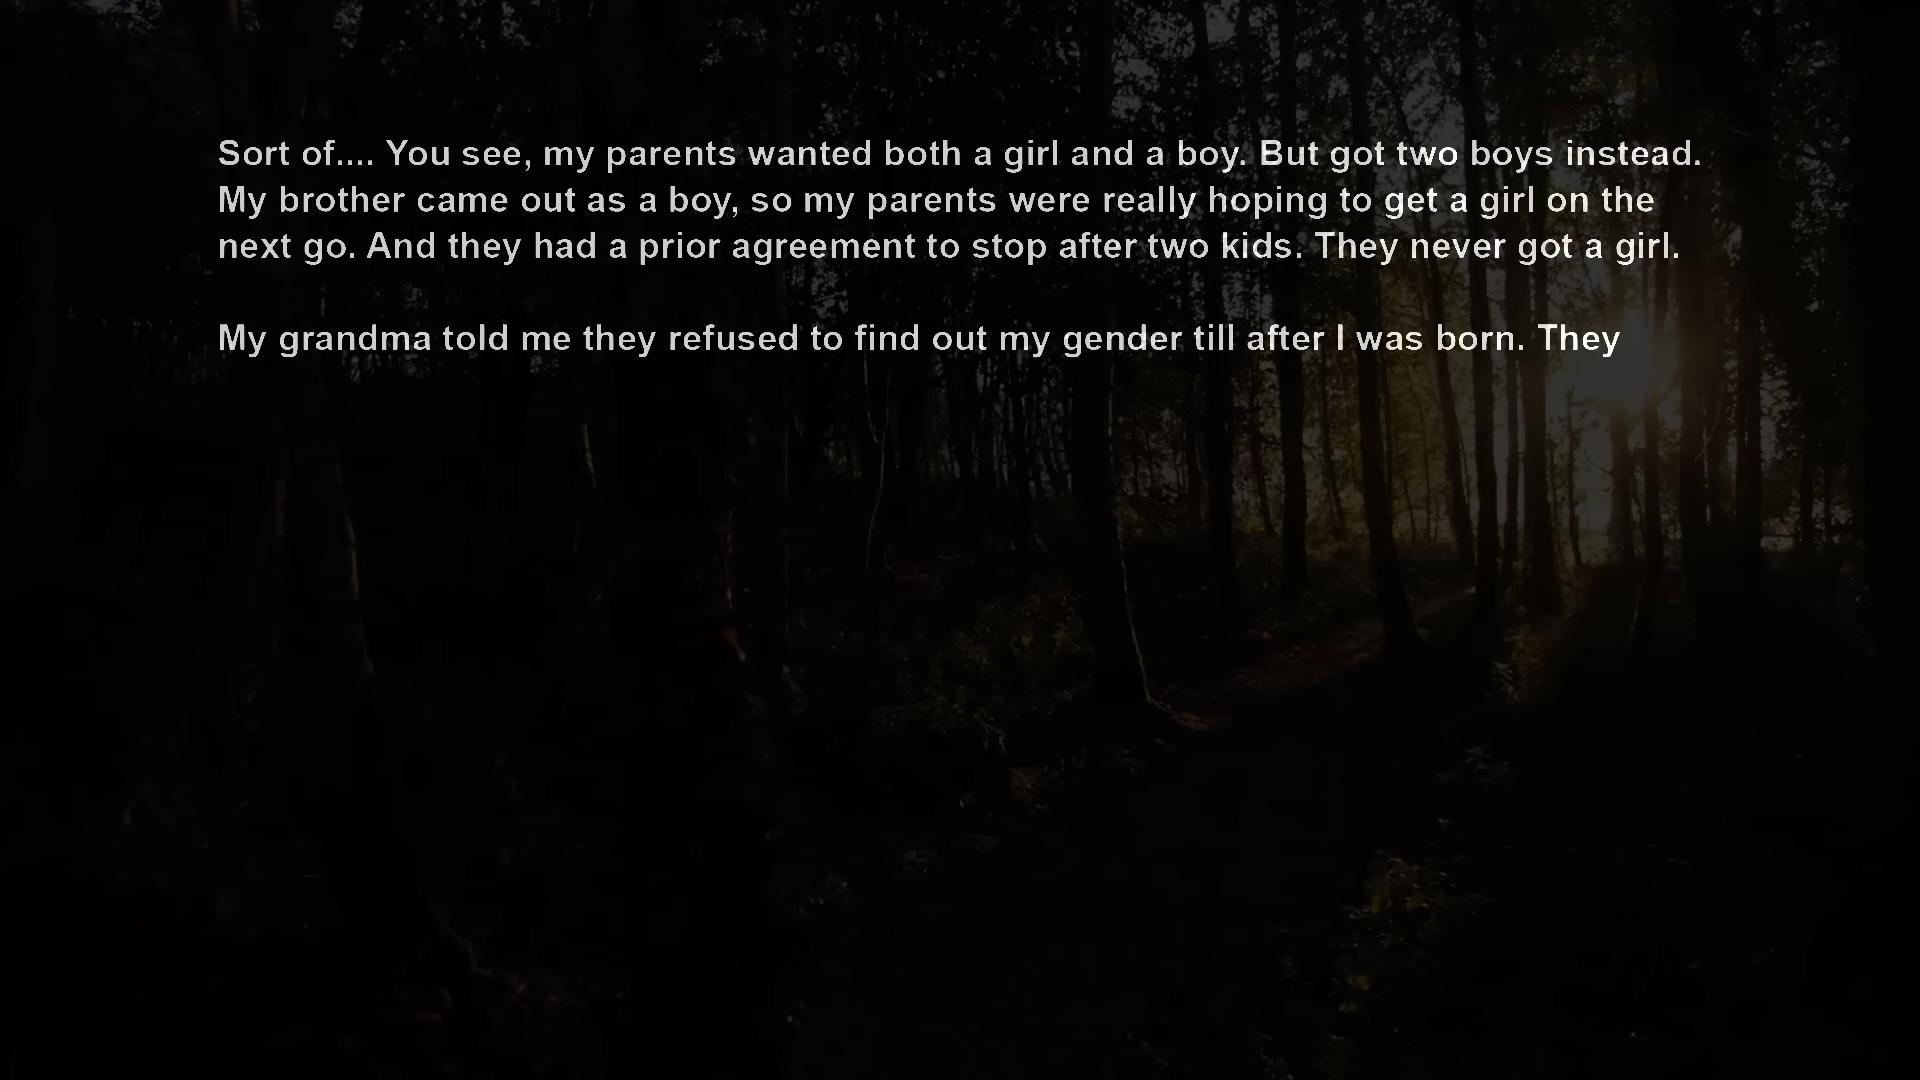 Sort of.... You see, my parents wanted both a girl and a boy. But got two boys instead.
My brother came out as a boy, so my parents were really hoping to get a girl on the
next go. And they had a prior agreement to stop after two kids. They never got a girl.
My grandma told me they refused to find out my gender till after I was born. They